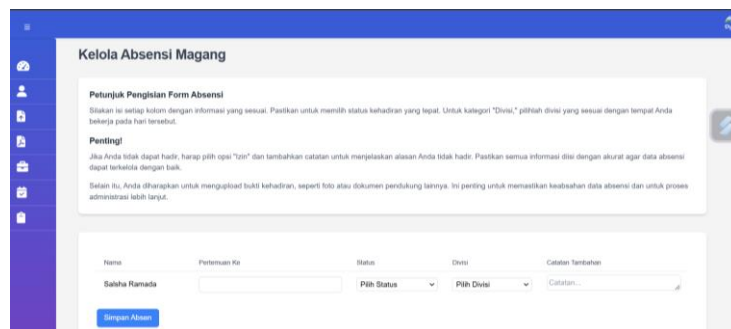 Kelola Absensi Magang
Petunjuk Pengisian Form Absensi
Silakan isi setiap kolom dengan informasi yang sesuai. Pastikan untuk memilih status kehadiran yang tepat. Untuk kategori "Divisi," pilihlah divisi yang sesuai dengan tempat Anda
bekerja pada hari tersebut.
Penting!
Jika Anda tidak dapat hadir, harap pilih opsi "Izin" dan tambahkan catatan untuk menjelaskan alasan Anda tidak hadir. Pastikan semua informasi diisi dengan akurat agar data absensi
dapat terkelola dengan baik.
Selain itu, Anda diharapkan untuk mengupload bukti kehadiran, seperti foto atau dokumen pendukung lainnya. Ini penting untuk memastikan keabsahan data absensi dan untuk proses
administrasi lebih lanjut.
Nama Pertemuan Ke Status Divisi Catatan Tambahan
Salsha Ramada Pilih Status Pilih Divisi Catatan...
Simpan Absen